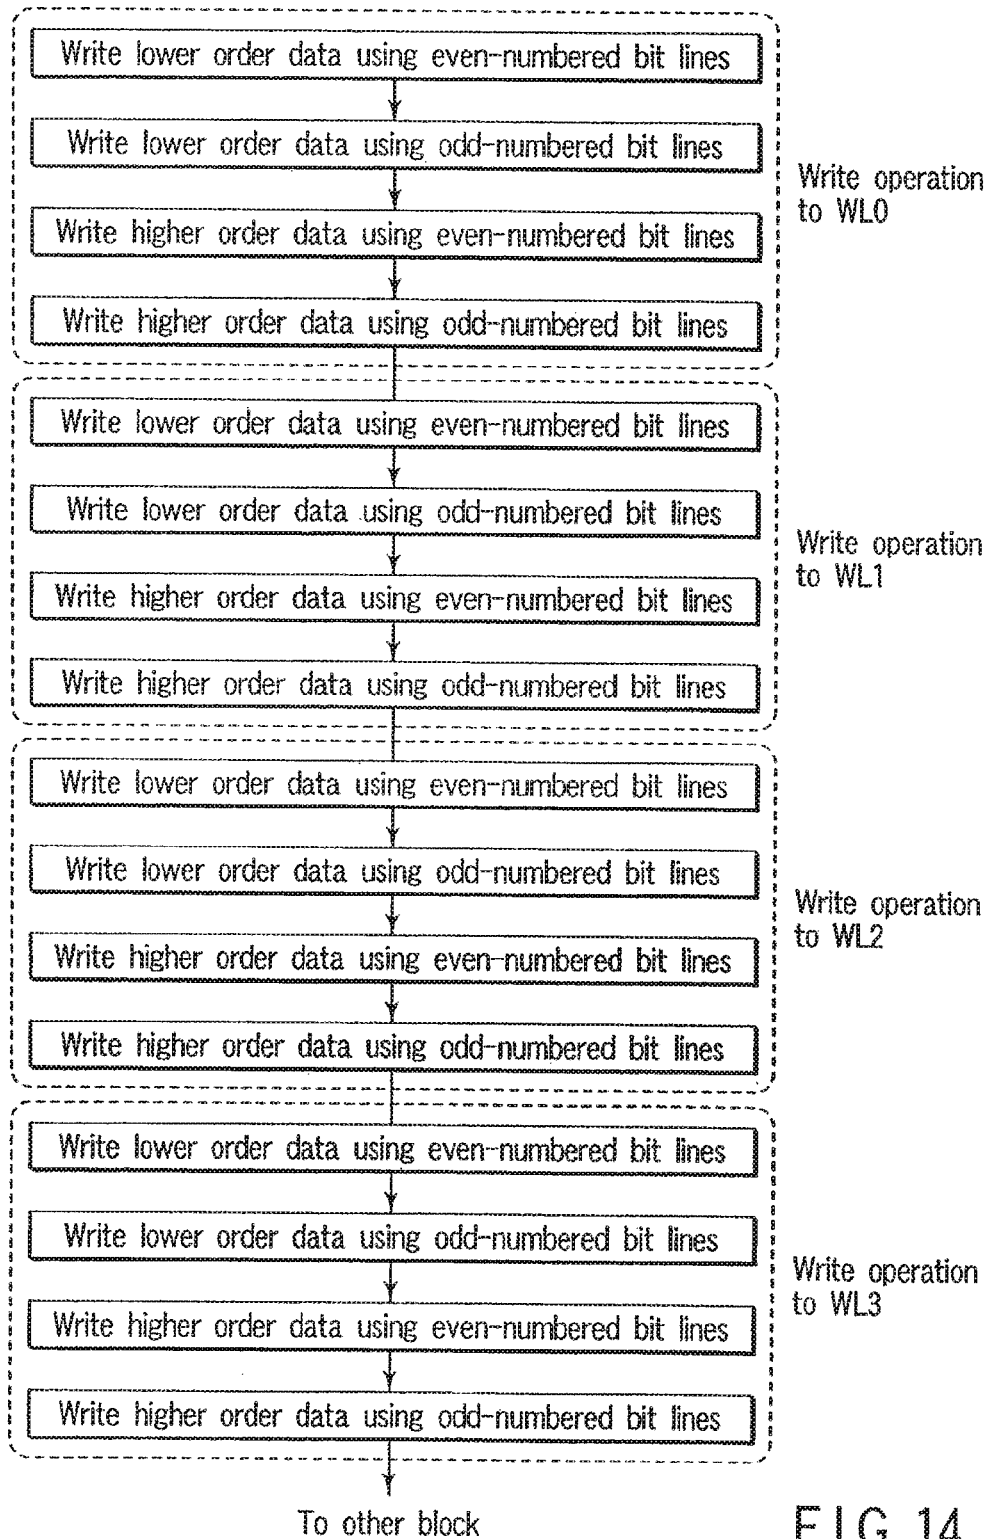 Write lower order data using even-numbered bit lines
Write lower order data using odd-numbered bit lines
Write higher order data using even-numbered bit lines
Write higher order data using odd-numbered bit lines
Write operation
to WL0
Write lower order data using even-numbered bit lines
Write lower order data using odd-numbered bit lines
Write higher order data using even-numbered bit lines
Write higher order data using odd-numbered bit lines
Write operation
to WL1
Write lower order data using even-numbered bit lines
Write lower order data using odd-numbered bit lines
Write higher order data using even-numbered bit lines
Write higher order data using odd-numbered bit lines
Write operation
to WL2
Write lower order data using even-numbered bit lines
Write lower order data using odd-numbered bit lines
Write higher order data using even-numbered bit lines
Write higher order data using odd-numbered bit lines
Write operation
to WL3
To other block
FIG. 14